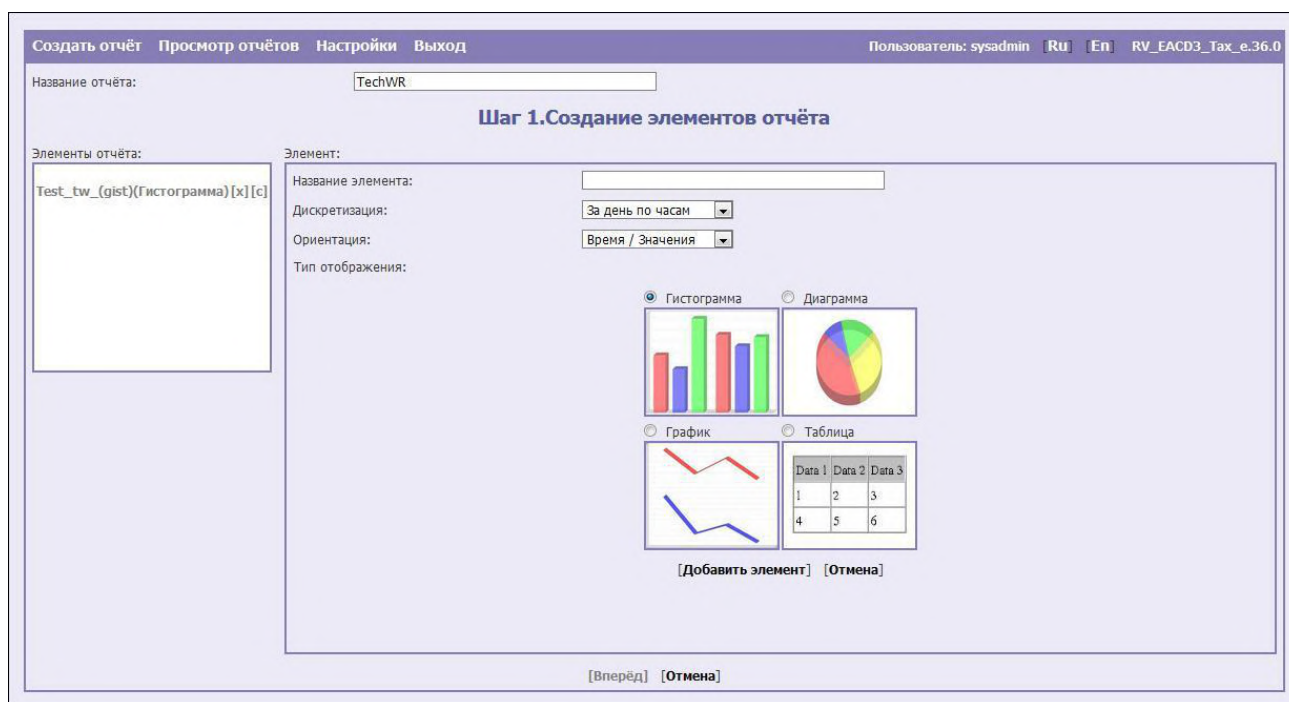 Создать отчёт Просмотр отчётов Настройки Выход Пользователь: sysadmin [Ru] [En] RV_EACD3_Tax_e.36.0
Название отчёта: TechWR
Шаг 1.Создание элементов отчёта
Элементы отчёта: Элемент:
Test_tw_(gist)(Гистограмма)[x][c]
Название элемента:
Дискретизация: За день по часам
Ориентация: Время / Значения
Тип отображения:
Гистограмма Диаграмма
График Таблица
Data 1 Data 2 Data 3
1 2 3
4 5 6
[Добавить элемент] [Отмена]
[Вперёд] [Отмена]